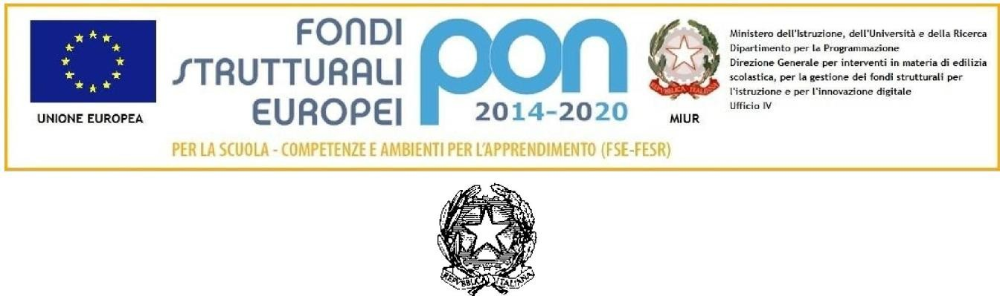 UNIONE EUROPEA
FONDI
STRUTTURALI
EUROPEI
pon
2014-2020
MIUR
Ministero dell'Istruzione, dell'Università e della Ricerca
Dipartimento per la Programmazione
Direzione Generale per interventi in materia di edilizia
scolastica, per la gestione dei fondi strutturali per
l'istruzione e per l'innovazione digitale
Ufficio IV
PER LA SCUOLA - COMPETENZE E AMBIENTI PER L'APPRENDIMENTO (FSE-FESR)
REPVBBLICA ITALIANA